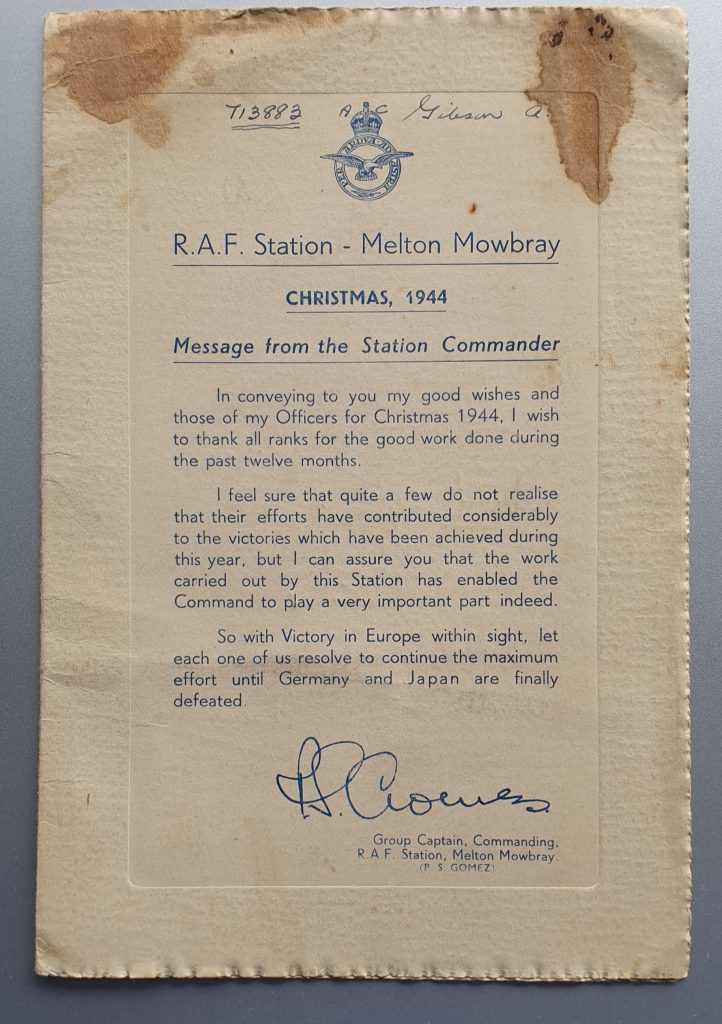 713883 A C Gibson
PER ARDVA AD ASTRA
R.A.F. Station - Melton Mowbray
CHRISTMAS, 1944
Message from the Station Commander
In conveying to you my good wishes and
those of my Officers for Christmas 1944, I wish
to thank all ranks for the good work done during
the past twelve months.
I feel sure that quite a few do not realise
that their efforts have contributed considerably
to the victories which have been achieved during
this year, but I can assure you that the work
carried out by this Station has enabled the
Command to play a very important part indeed.
So with Victory in Europe within sight, let
each one of us resolve to continue the maximum
effort until Germany and Japan are finally
defeated.
Group Captain, Commanding,
R.A.F. Station, Melton Mowbray.
(P. S GOMEZ)